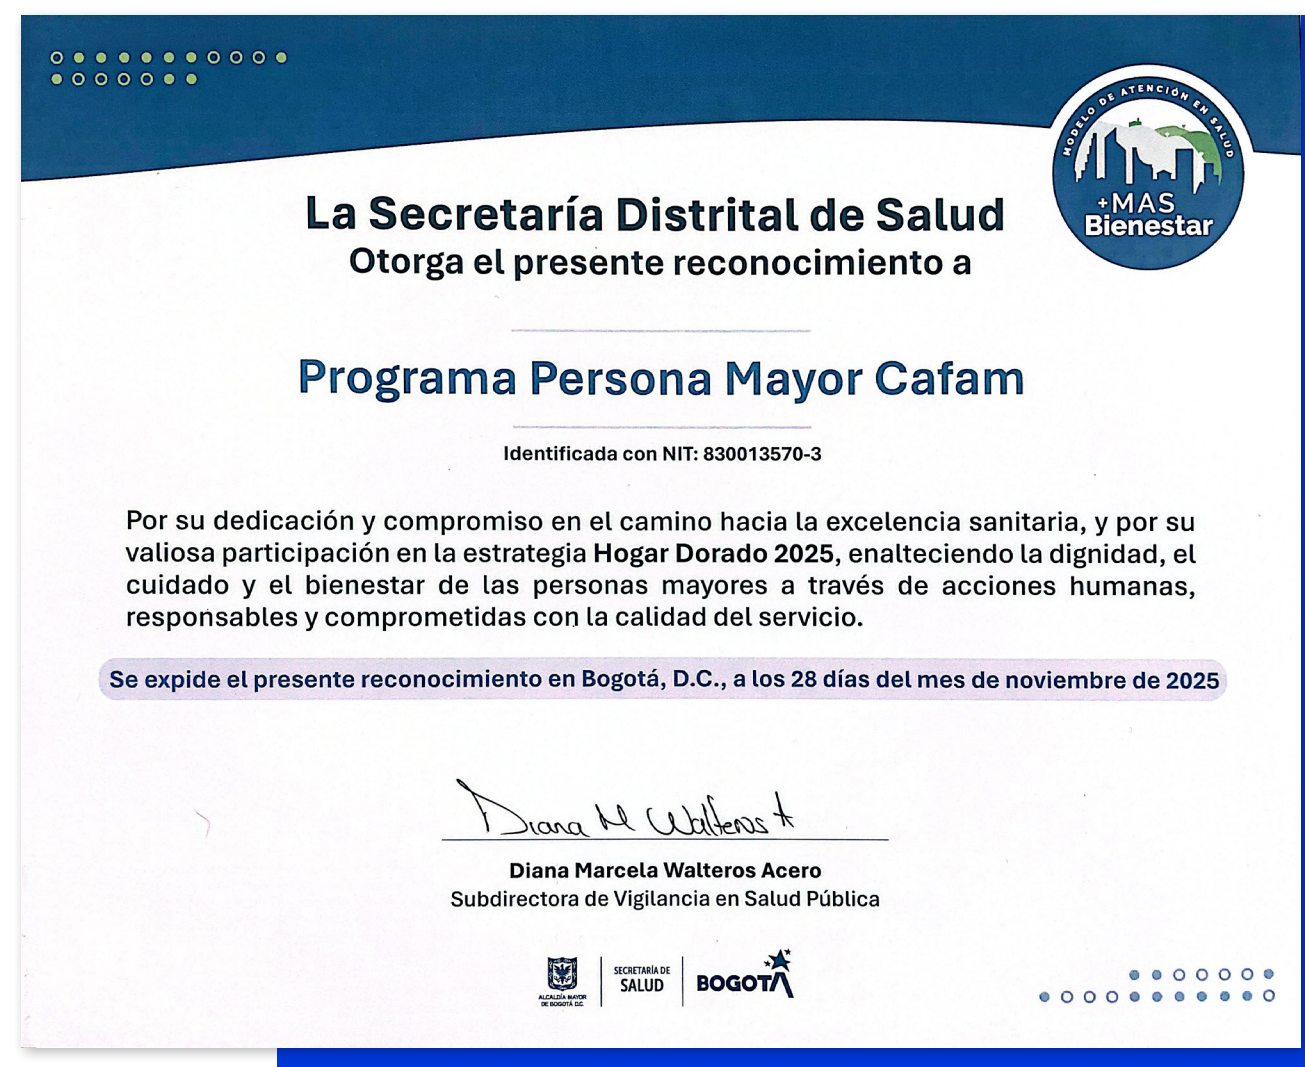 MODELO DE ATENCIÓN EN SALUD
+MAS
Bienestar
La Secretaría Distrital de Salud
Otorga el presente reconocimiento a
Programa Persona Mayor Cafam
Identificada con NIT: 830013570-3
Por su dedicación y compromiso en el camino hacia la excelencia sanitaria, y por su
valiosa participación en la estrategia Hogar Dorado 2025, enalteciendo la dignidad, el
cuidado y el bienestar de las personas mayores a través de acciones humanas,
responsables y comprometidas con la calidad del servicio.
Se expide el presente reconocimiento en Bogotá, D.C., a los 28 días del mes de noviembre de 2025
Diana M Walteros A
Diana Marcela Walteros Acero
Subdirectora de Vigilancia en Salud Pública
ALCALDÍA MAYOR
DE BOGOTÁ D.C.
SECRETARÍA DE
SALUD
BOGOTÁ